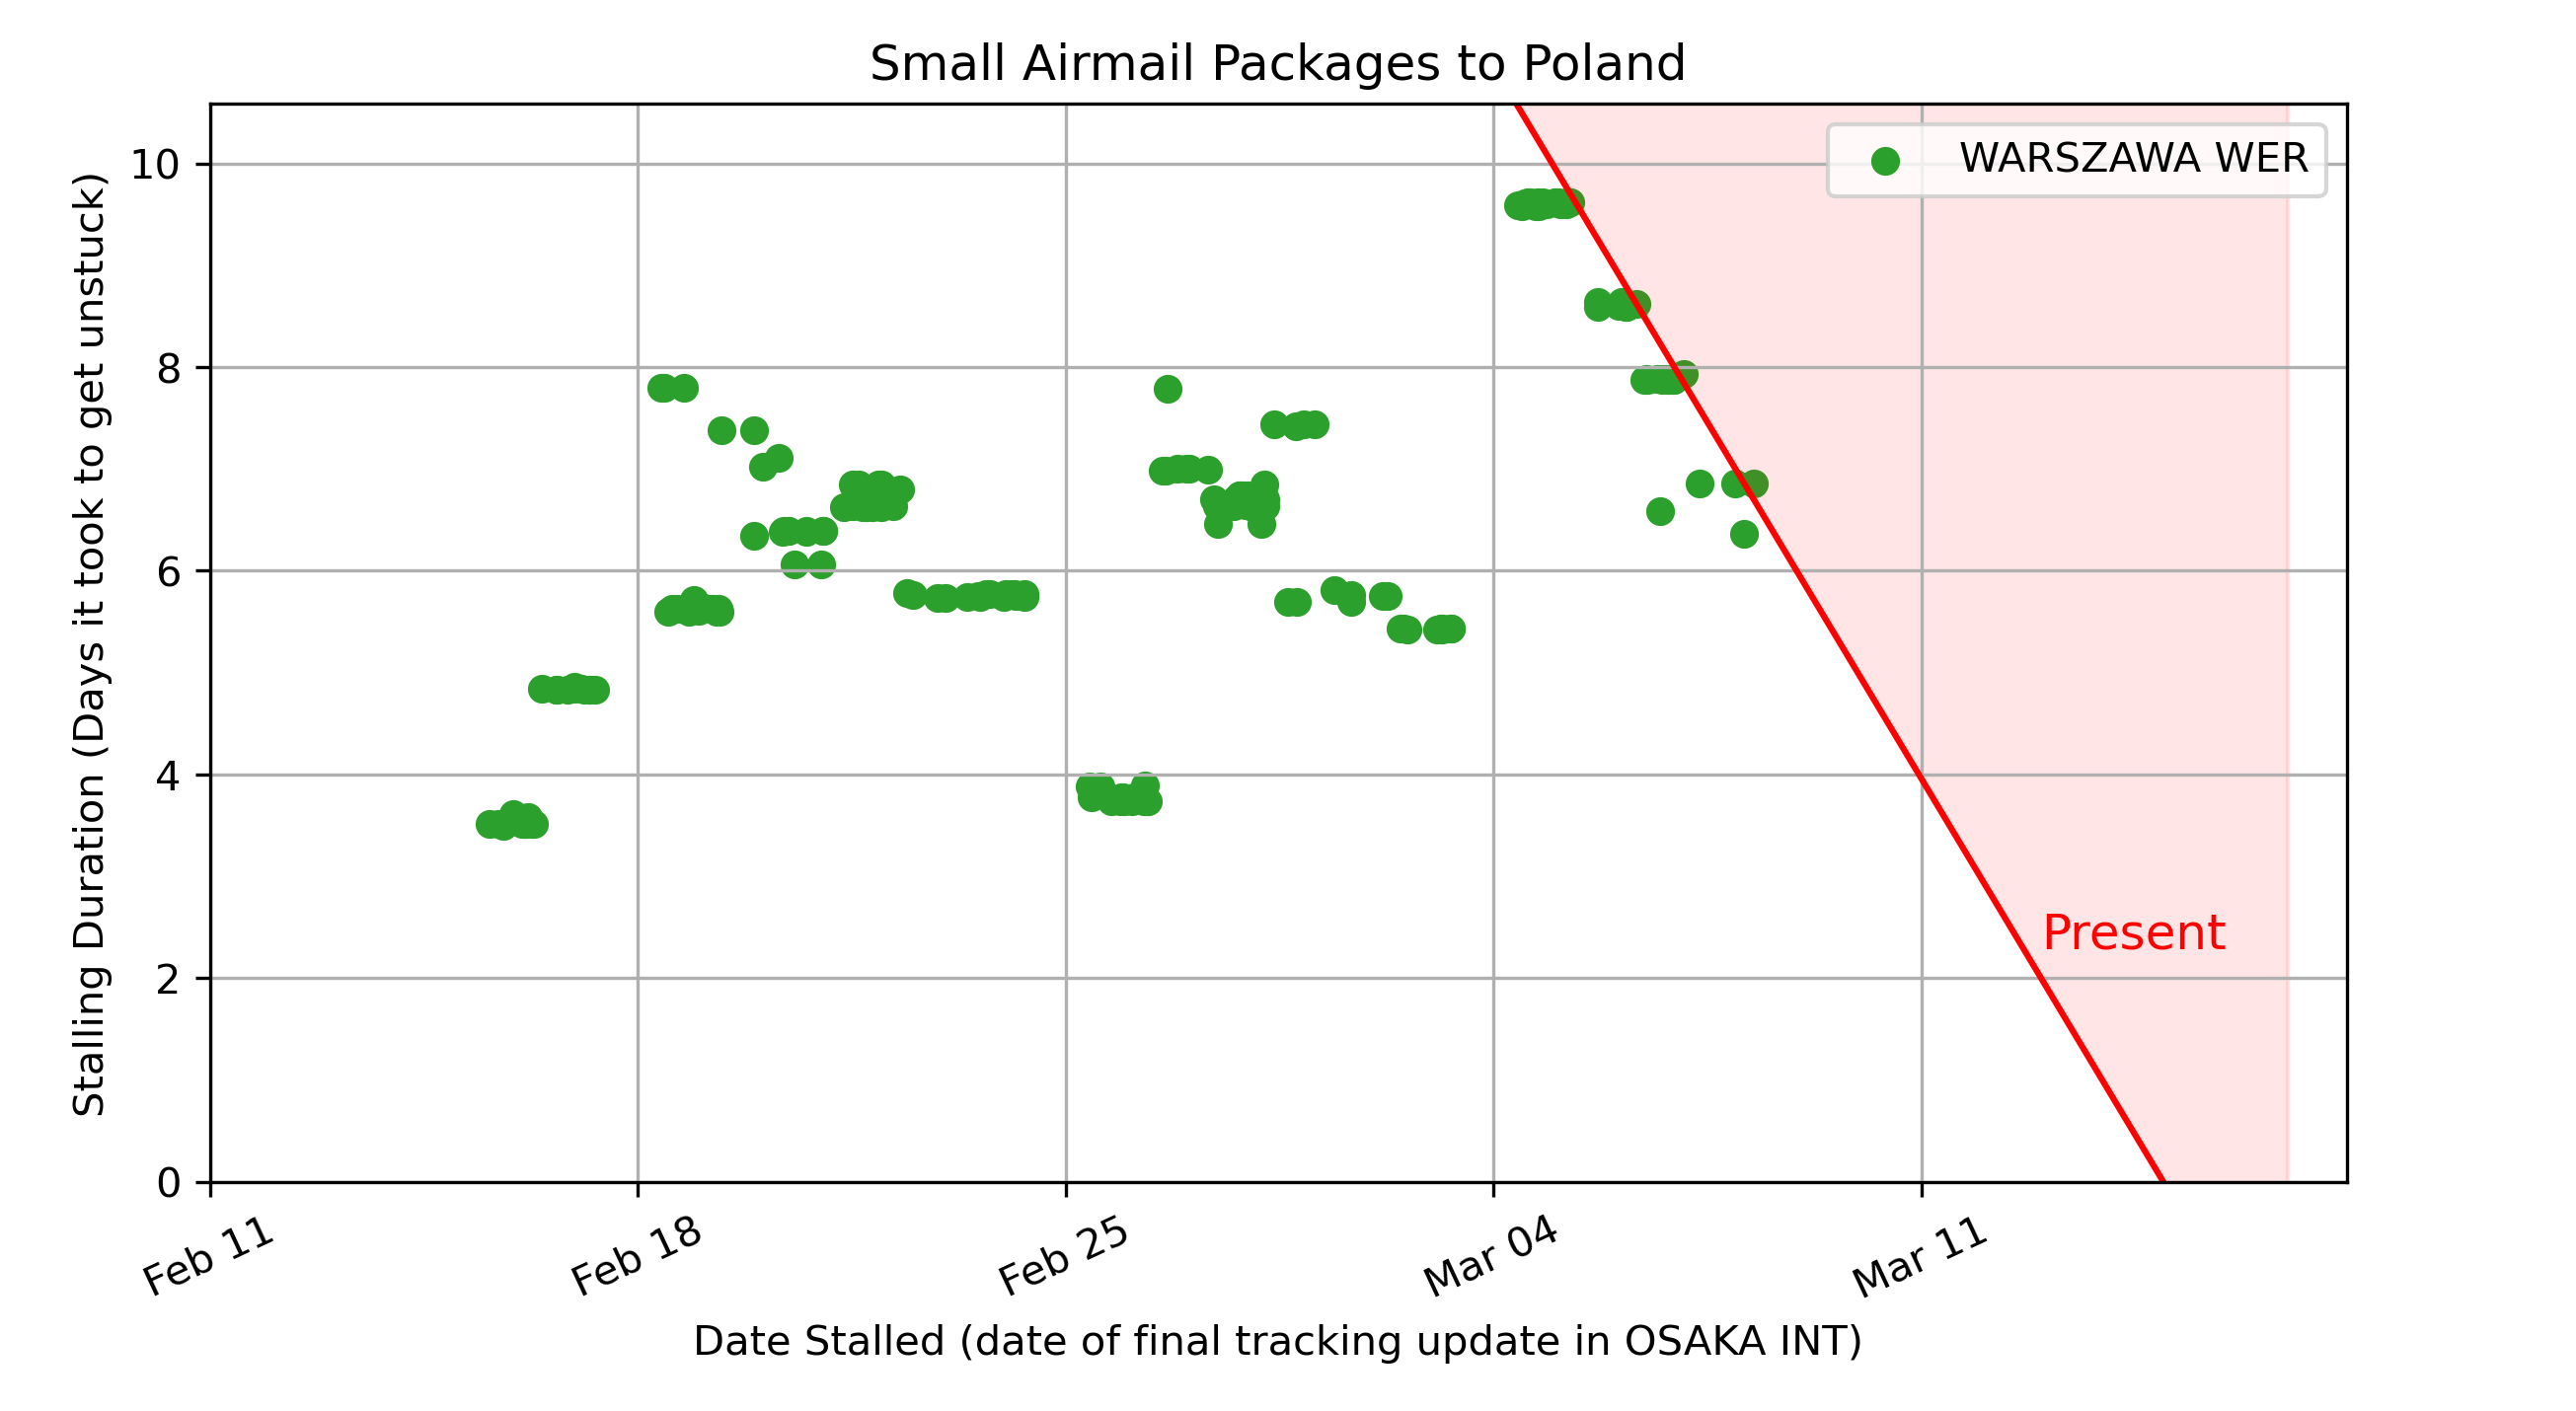 Small Airmail Packages to Poland
WARSZAWA WER
10
8
6
4
2
0
Stalling Duration (Days it took to get unstuck)
Present
Feb 11
Feb 18
Feb 25
Mar 04
Mar 11
Date Stalled (date of final tracking update in OSAKA INT)